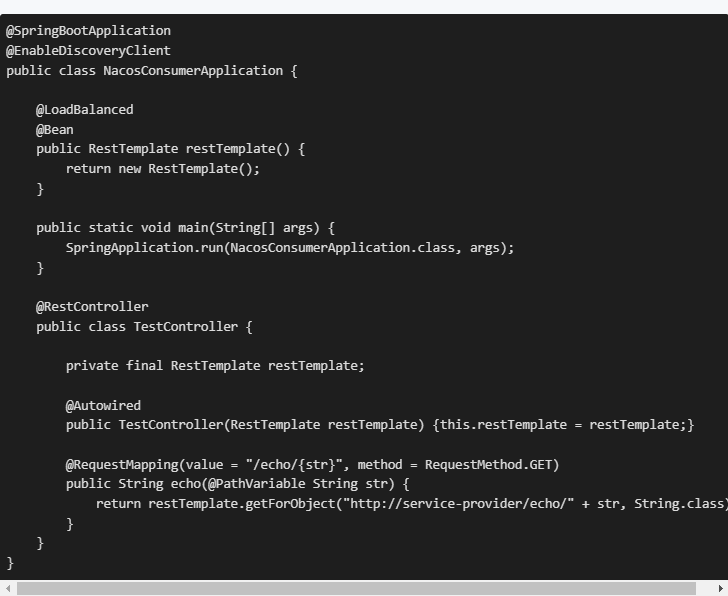 @SpringBootApplication
@EnableDiscoveryClient
public class NacosConsumerApplication {
@LoadBalanced
@Bean
public RestTemplate restTemplate() {
return new RestTemplate();
}
public static void main(String[] args) {
SpringApplication.run(NacosConsumerApplication.class, args);
}
@RestController
public class TestController {
private final RestTemplate restTemplate;
@Autowired
public TestController(RestTemplate restTemplate) {this.restTemplate = restTemplate;}
@RequestMapping(value = "/echo/{str}", method = RequestMethod.GET)
public String echo(@PathVariable String str) {
return restTemplate.getForObject("http://service-provider/echo/" + str, String.class)
}
}
}